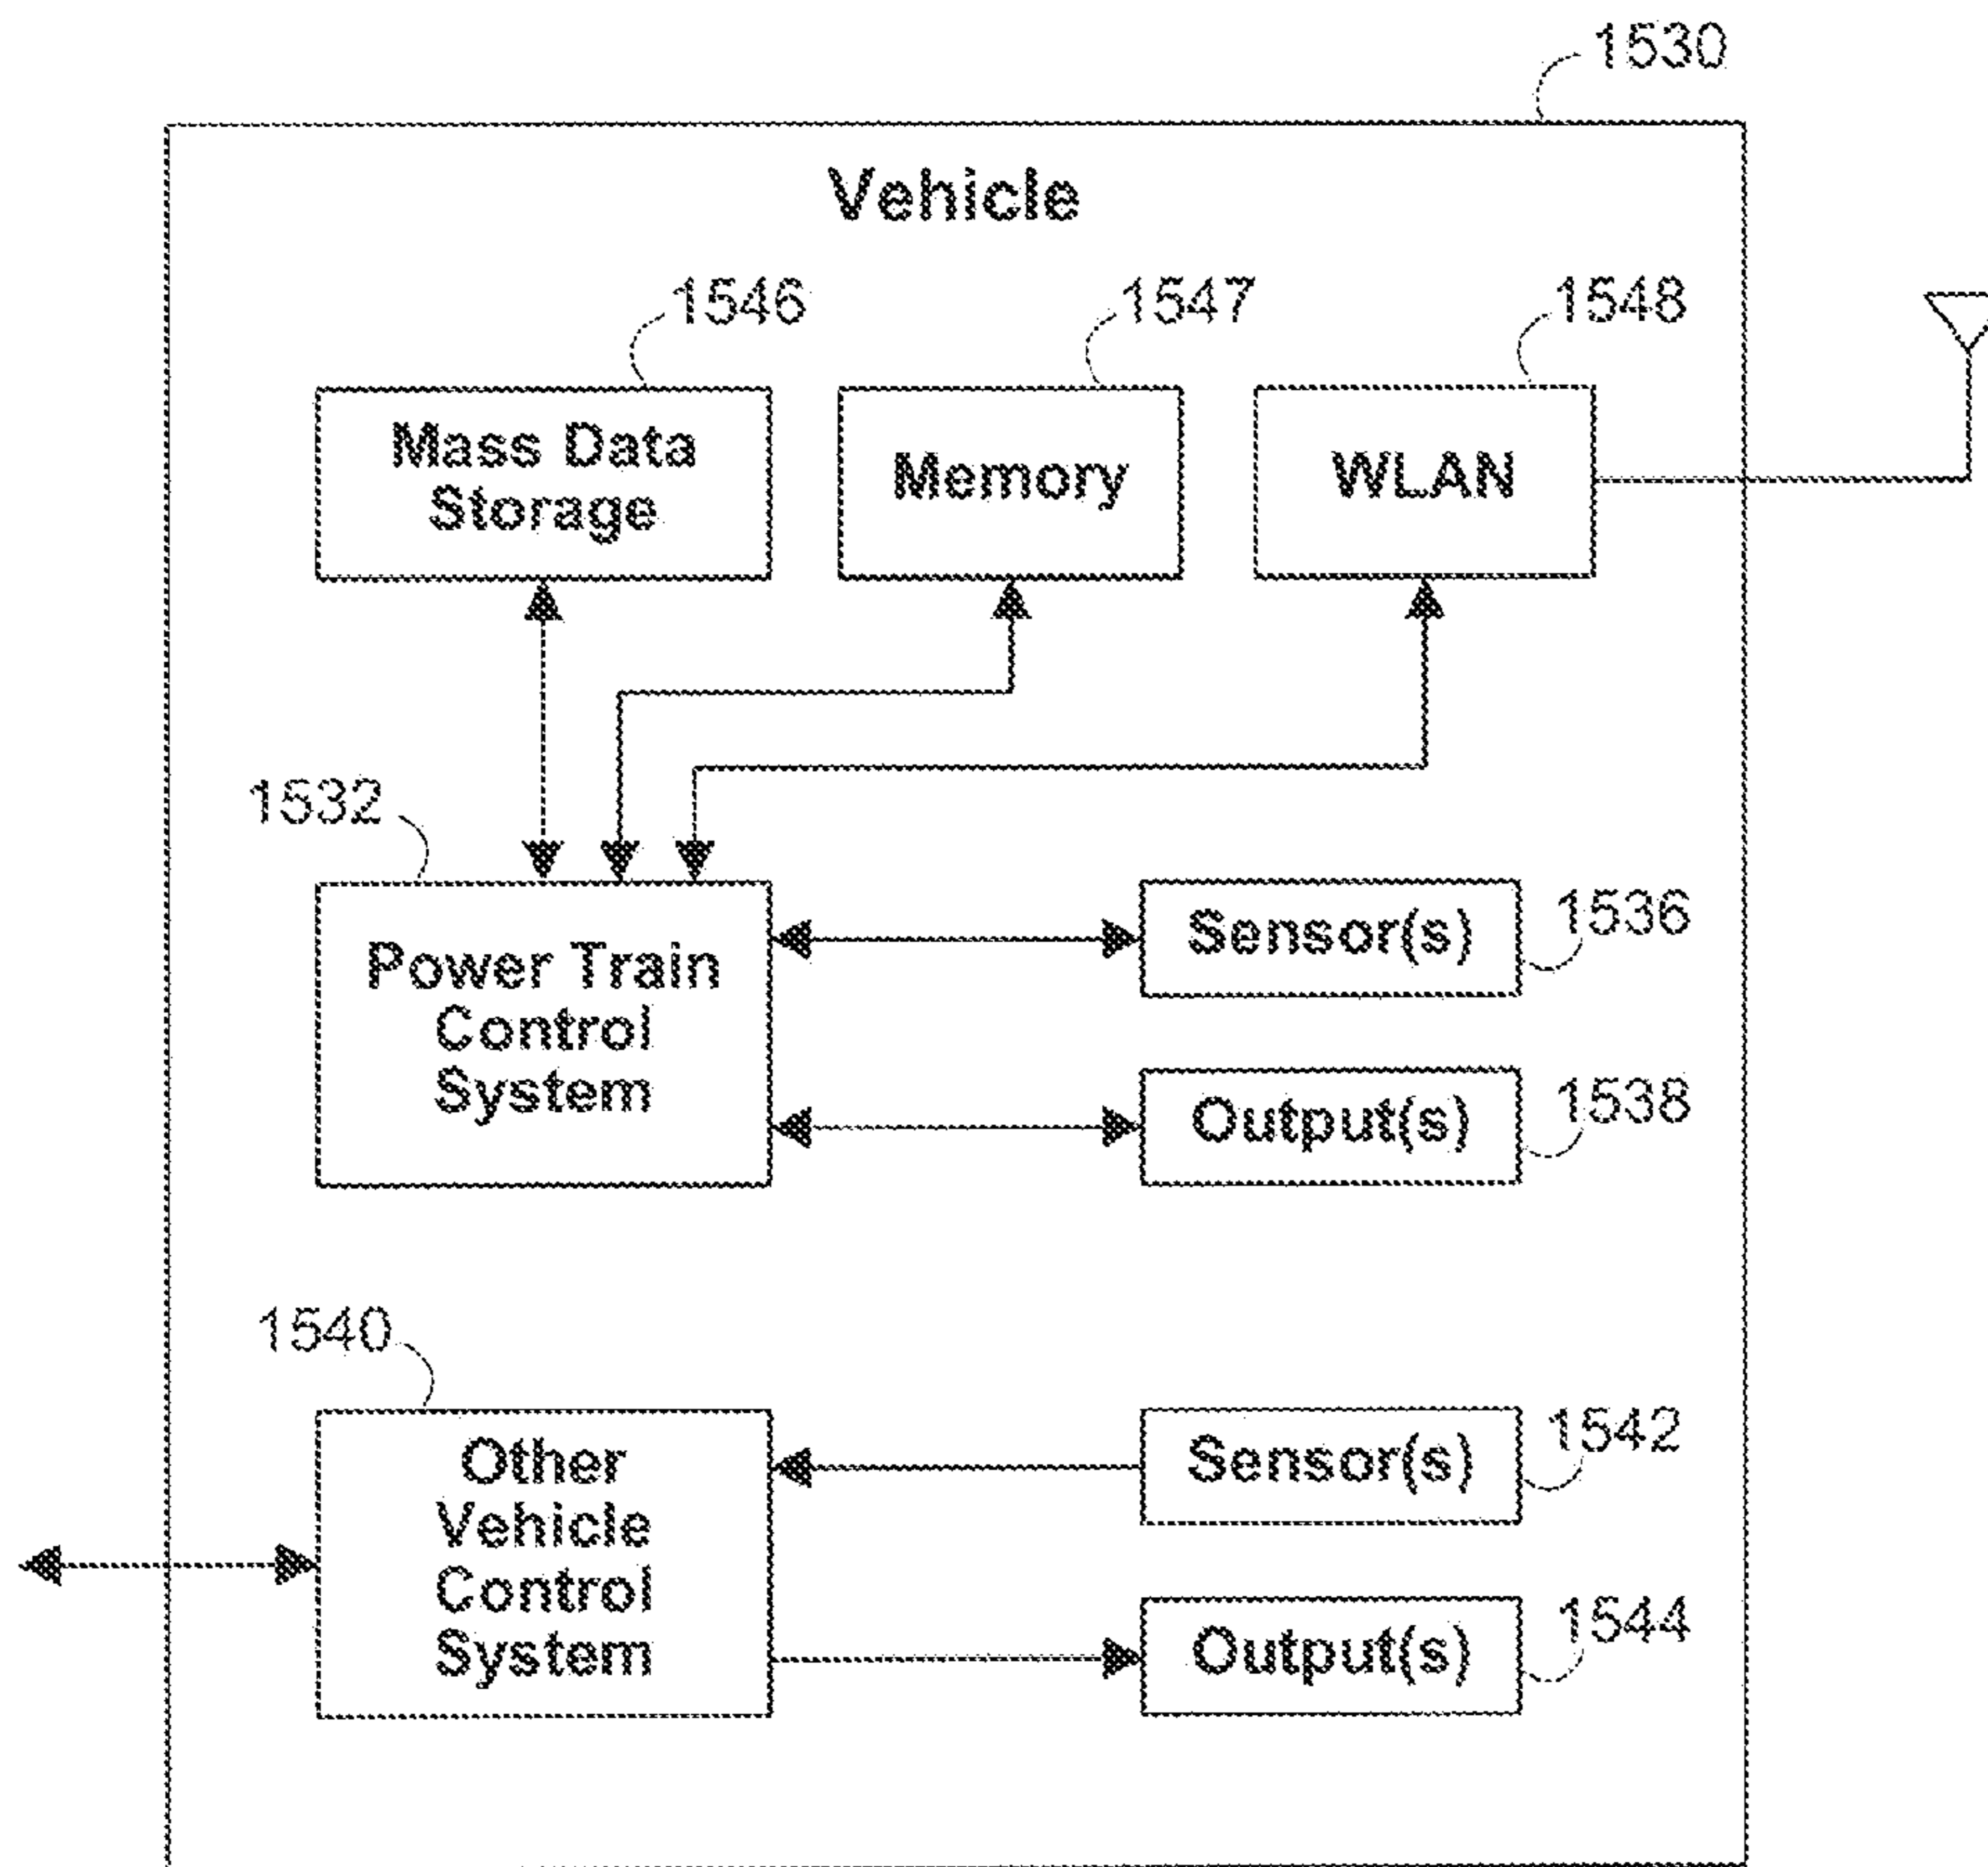 1530
Vehicle
1546
1547
1548
Mass Data
Storage
Memory
WLAN
1532
Power Train
Control
System
Sensor(s)
1536
Output(s)
1538
1540
Other
Vehicle
Control
System
Sensor(s)
1542
Output(s)
1544